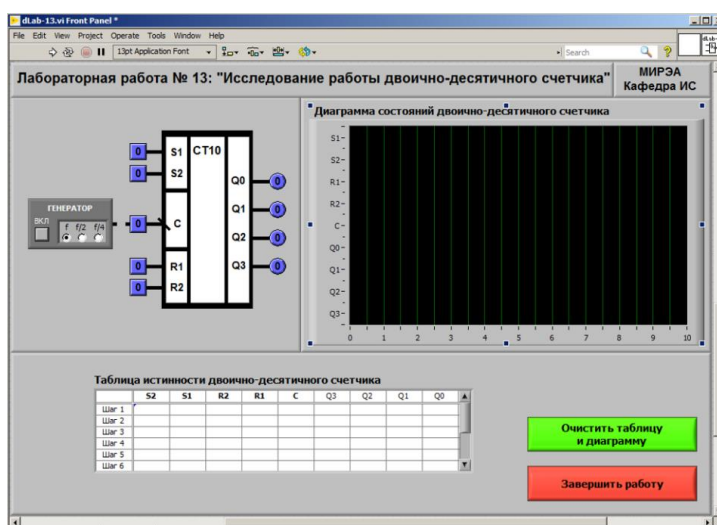 dLab-13.vi Front Panel *
File Edit View Project Operate Tools Window Help
13pt Application Font
Search
Лабораторная работа № 13: "Исследование работы двоично-десятичного счетчика"
МИРЭА
Кафедра ИС
0 S1 CT10
0 S2
Q0 0
ГЕНЕРАТОР
ВКЛ f f/2 f/4
0 C
Q1 0
Q2 0
0 R1 Q3 0
0 R2
Диаграмма состояний двоично-десятичного счетчика
S1
S2
R1
R2
C
Q0
Q1
Q2
Q3
0 1 2 3 4 5 6 7 8 9 10
Таблица истинности двоично-десятичного счетчика
S2 S1 R2 R1 C Q3 Q2 Q1 Q0
Шаг 1
Шаг 2
Шаг 3
Шаг 4
Шаг 5
Шаг 6
Очистить таблицу
и диаграмму
Завершить работу